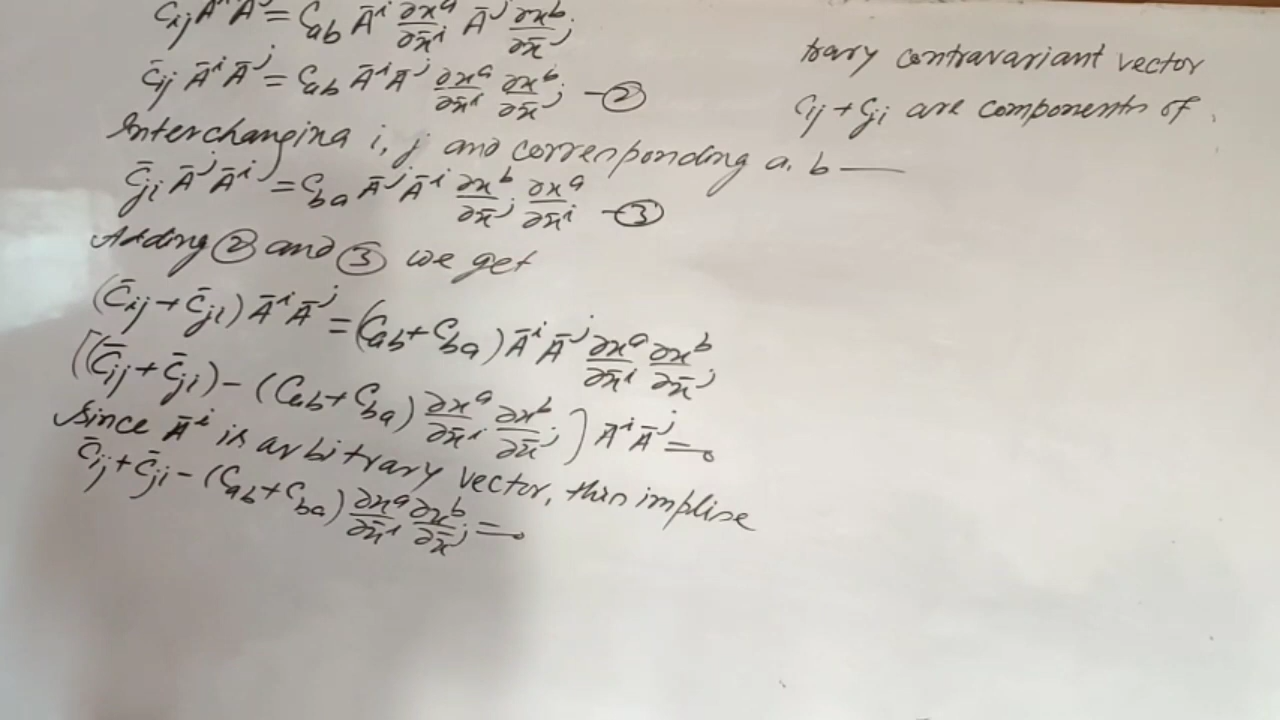 C̄ij Āⁱ Āʲ = Cab Āⁱ ∂xᵃ/∂x̄ⁱ Āʲ ∂xᵇ/∂x̄ʲ
C̄ij Āⁱ Āʲ = Cab Āⁱ Āʲ ∂xᵃ/∂x̄ⁱ ∂xᵇ/∂x̄ʲ — ②
Interchanging i, j and corresponding a, b —
C̄ji Āʲ Āⁱ = Cba Āʲ Āⁱ ∂xᵇ/∂x̄ʲ ∂xᵃ/∂x̄ⁱ — ③
Adding ② and ③ we get
(C̄ij + C̄ji) Āⁱ Āʲ = (Cab + Cba) Āⁱ Āʲ ∂xᵃ/∂x̄ⁱ ∂xᵇ/∂x̄ʲ
[(C̄ij + C̄ji) - (Cab + Cba) ∂xᵃ/∂x̄ⁱ ∂xᵇ/∂x̄ʲ] Āⁱ Āʲ = 0
Since Āⁱ is arbitrary vector, this implise
C̄ij + C̄ji - (Cab + Cba) ∂xᵃ/∂x̄ⁱ ∂xᵇ/∂x̄ʲ = 0
trary contravariant vector
Cij + Cji are components of